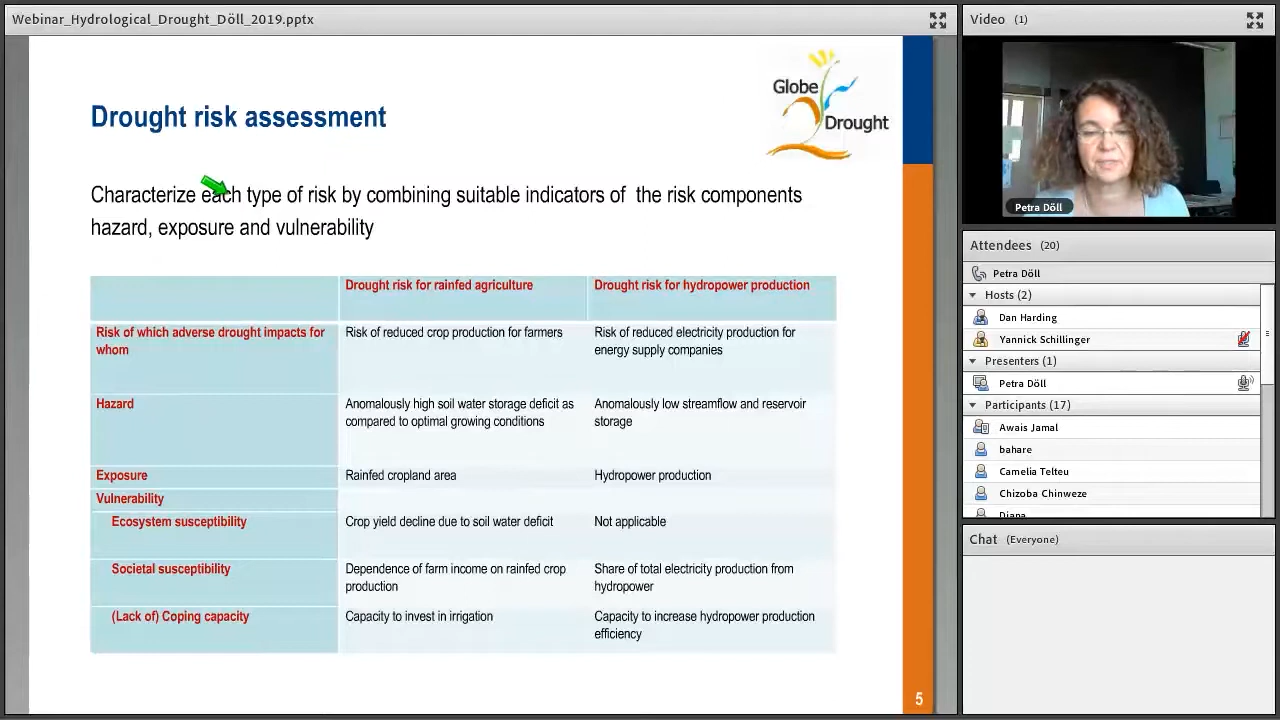 Webinar_Hydrological_Drought_Döll_2019.pptx
Drought risk assessment
Globe
Drought
Characterize each type of risk by combining suitable indicators of the risk components
hazard, exposure and vulnerability
Drought risk for rainfed agriculture
Drought risk for hydropower production
Risk of which adverse drought impacts for
whom
Risk of reduced crop production for farmers
Risk of reduced electricity production for
energy supply companies
Hazard
Anomalously high soil water storage deficit as
compared to optimal growing conditions
Anomalously low streamflow and reservoir
storage
Exposure
Rainfed cropland area
Hydropower production
Vulnerability
Ecosystem susceptibility
Crop yield decline due to soil water deficit
Not applicable
Societal susceptibility
Dependence of farm income on rainfed crop
production
Share of total electricity production from
hydropower
(Lack of) Coping capacity
Capacity to invest in irrigation
Capacity to increase hydropower production
efficiency
5
Video (1)
Petra Döll
Attendees (20)
Petra Döll
Hosts (2)
Dan Harding
Yannick Schillinger
Presenters (1)
Petra Döll
Participants (17)
Awais Jamal
bahare
Camelia Telteu
Chizoba Chinweze
Diana
Chat (Everyone)